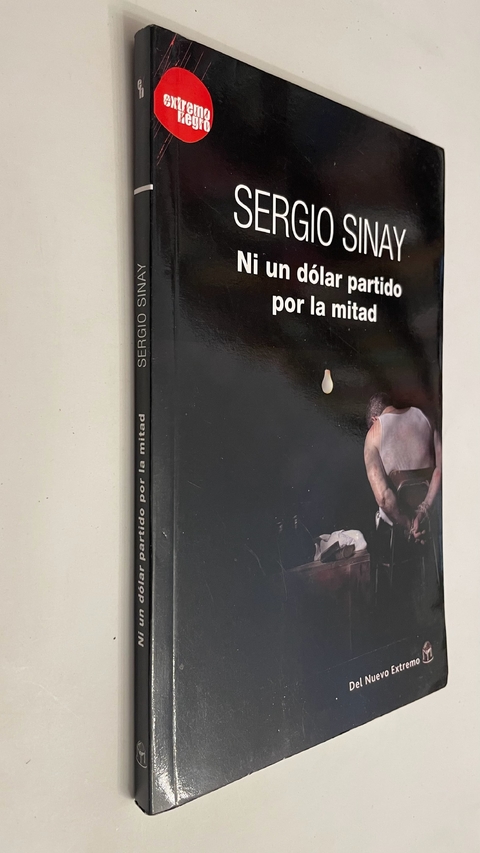 extremo
negro
SERGIO SINAY
Ni un dólar partido
por la mitad
Del Nuevo Extremo
SERGIO SINAY
Ni un dólar partido por la mitad